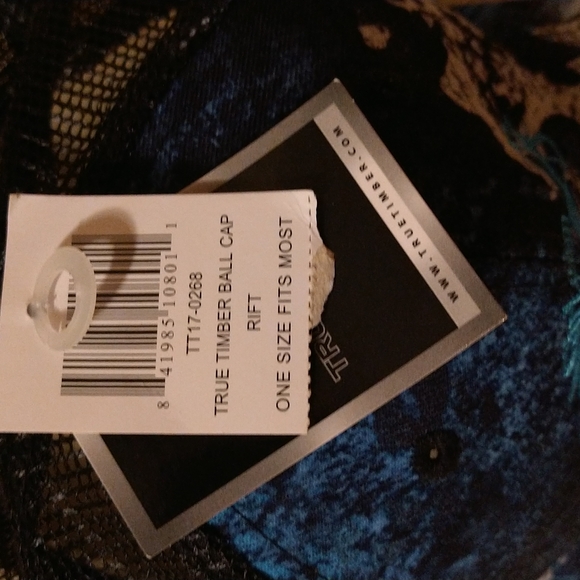 8 41985 10801 1
TT17-0268
TRUE TIMBER BALL CAP
RIFT
ONE SIZE FITS MOST
WWW.TRUETIMBER.COM